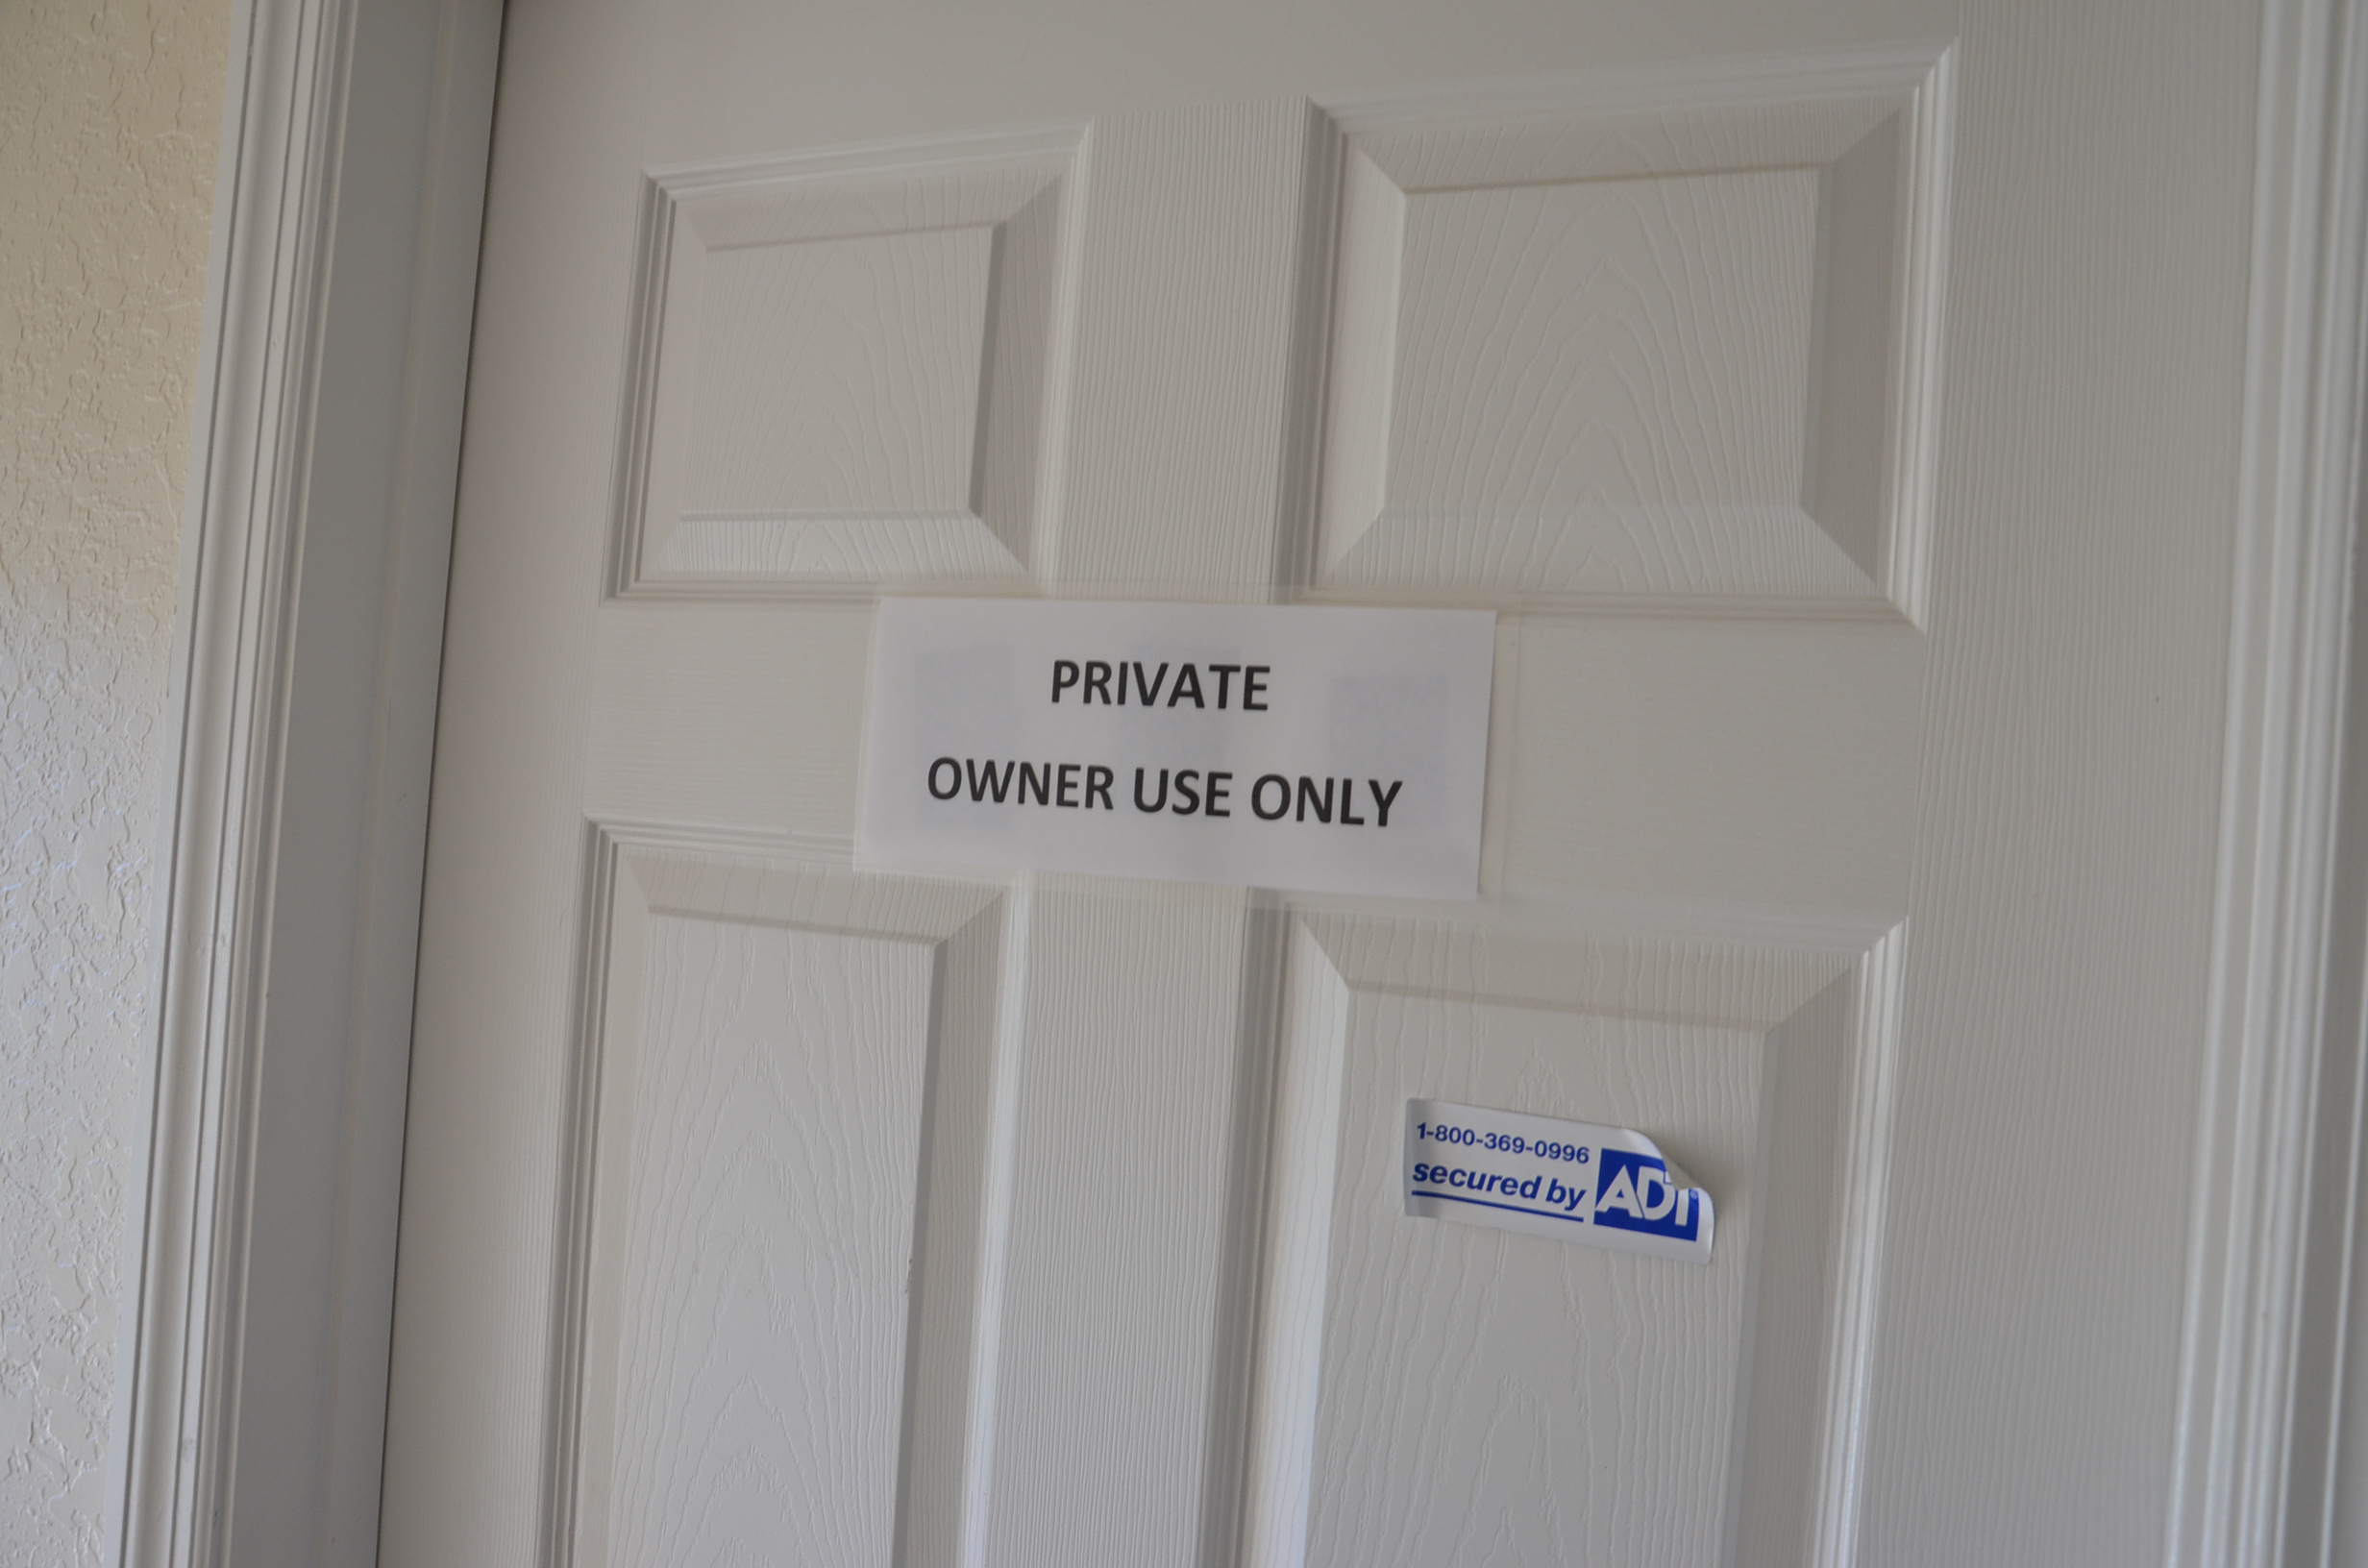 PRIVATE
OWNER USE ONLY
1-800-369-0996
secured by ADT